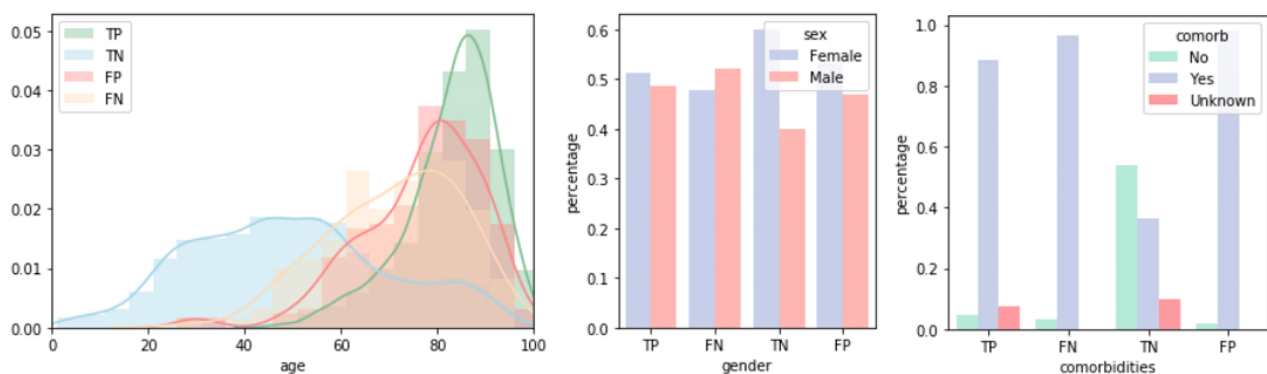 0.05
0.04
0.03
0.02
0.01
0.00
TP
TN
FP
FN
0 20 40 60 80 100
age
percentage
0.6
0.5
0.4
0.3
0.2
0.1
0.0
sex
Female
Male
TP FN TN FP
gender
percentage
1.0
0.8
0.6
0.4
0.2
0.0
comorb
No
Yes
Unknown
TP FN TN FP
comorbidities